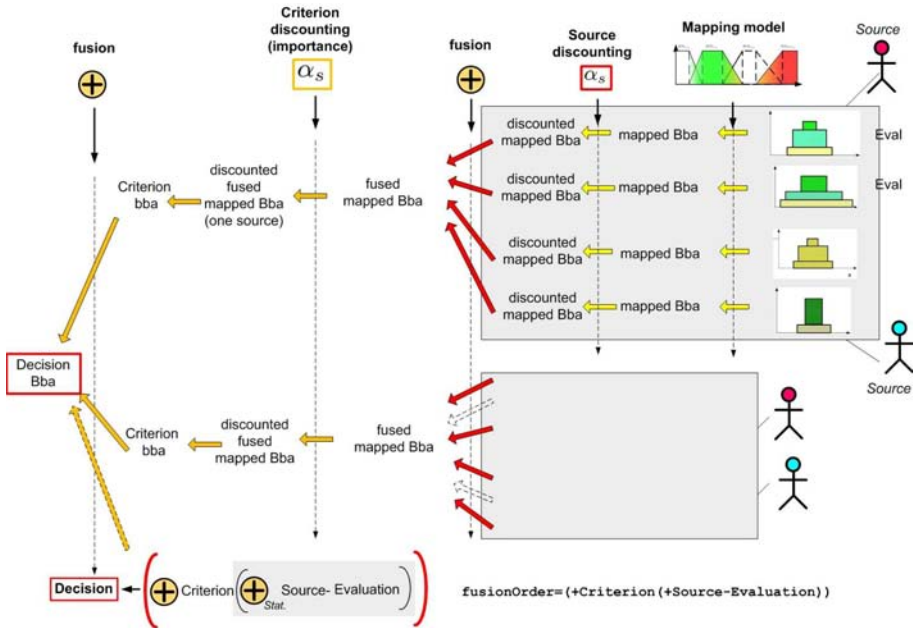 fusion
Criterion
discounting
(importance)
αs
fusion
Source
discounting
αs
Mapping model
Source
discounted
mapped Bba
mapped Bba
Eval
discounted
mapped Bba
mapped Bba
Eval
discounted
mapped Bba
mapped Bba
discounted
mapped Bba
mapped Bba
Source
Criterion
bba
discounted
fused
mapped Bba
(one source)
fused
mapped Bba
Decision
Bba
Criterion
bba
discounted
fused
mapped Bba
fused
mapped Bba
Decision
Criterion
Stat.
Source- Evaluation
fusionOrder=(+Criterion(+Source-Evaluation))